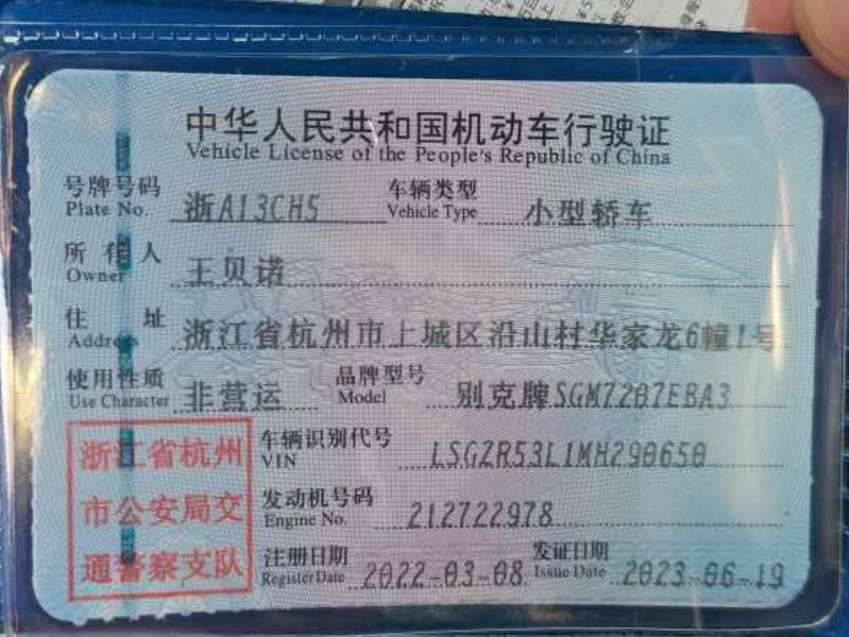 中华人民共和国机动车行驶证
Vehicle License of the People's Republic of China
号牌号码 浙A13CH5 车辆类型 小型轿车
Plate No. Vehicle Type
所有人 王贝诺
Owner
住址 浙江省杭州市上城区沿山村华家龙6幢1号
Address
使用性质 非营运 品牌型号 别克牌SGM7207EBA3
Use Character Model
浙江省杭州 车辆识别代号 LSGZR53L1MH290650
VIN
市公安局交 发动机号码 212722978
Engine No.
通警察支队 注册日期 2022-03-08 发证日期 2023-06-19
Register Date Issue Date